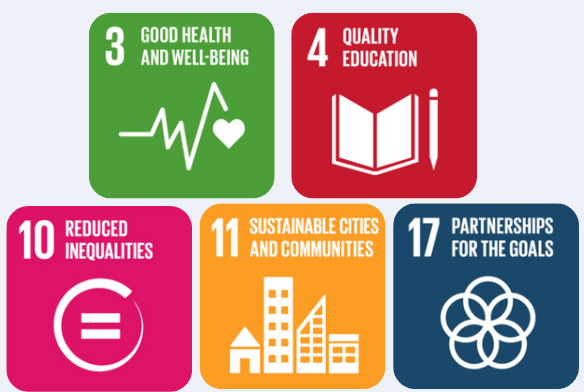 3 GOOD HEALTH
AND WELL-BEING
4 QUALITY
EDUCATION
10 REDUCED
INEQUALITIES
11 SUSTAINABLE CITIES
AND COMMUNITIES
17 PARTNERSHIPS
FOR THE GOALS